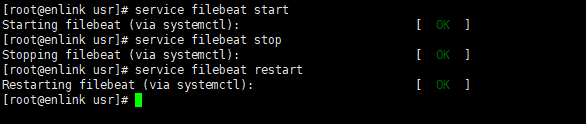 [root@enlink usr]# service filebeat start
Starting filebeat (via systemctl):                         [  OK  ]
[root@enlink usr]# service filebeat stop
Stopping filebeat (via systemctl):                         [  OK  ]
[root@enlink usr]# service filebeat restart
Restarting filebeat (via systemctl):                       [  OK  ]
[root@enlink usr]#